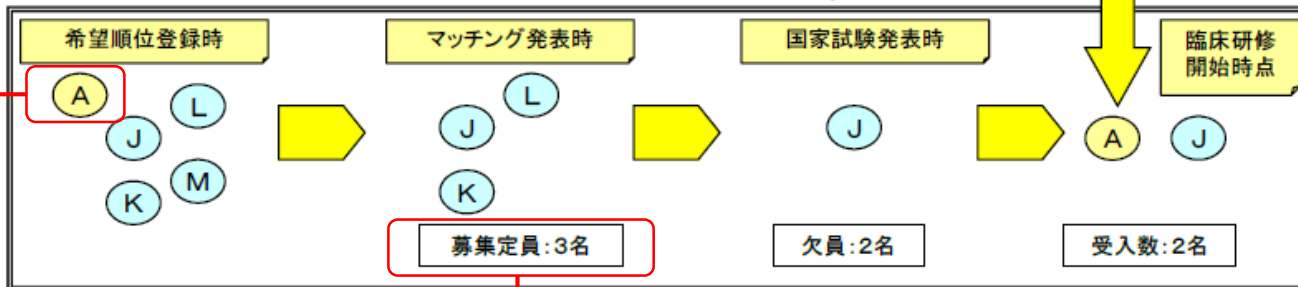 希望順位登録時
マッチング発表時
国家試験発表時
臨床研修
開始時点
A
L
J
M
K
L
J
K
J
A
J
募集定員:3名
欠員:2名
受入数:2名